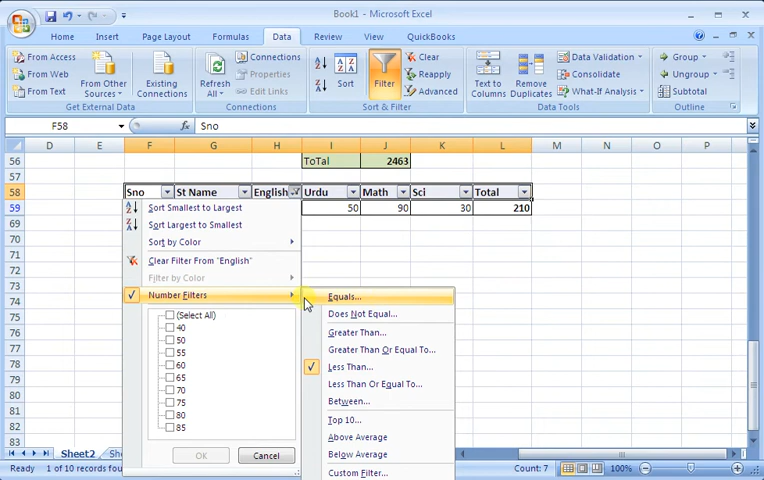 Book1 - Microsoft Excel
Home Insert Page Layout Formulas Data Review View QuickBooks
From Access
From Web
From Text
From Other Sources
Existing Connections
Get External Data
Refresh All
Connections
Properties
Edit Links
Connections
Sort
Filter
Clear
Reapply
Advanced
Sort & Filter
Text to Columns
Remove Duplicates
Data Validation
Consolidate
What-If Analysis
Data Tools
Group
Ungroup
Subtotal
Outline
F58 fx Sno
D E F G H I J K L M N O P
56 ToTal 2463
57
58 Sno St Name English Urdu Math Sci Total
59 50 90 30 210
69
70
71
72
73
74
75
76
77
78
79
80
81
82
83
Sort Smallest to Largest
Sort Largest to Smallest
Sort by Color
Clear Filter From "English"
Filter by Color
Number Filters
(Select All)
40
50
55
60
65
70
75
80
85
OK Cancel
Equals...
Does Not Equal...
Greater Than...
Greater Than Or Equal To...
Less Than...
Less Than Or Equal To...
Between...
Top 10...
Above Average
Below Average
Custom Filter...
Sheet2
Ready 1 of 10 records fou Count: 7 100%